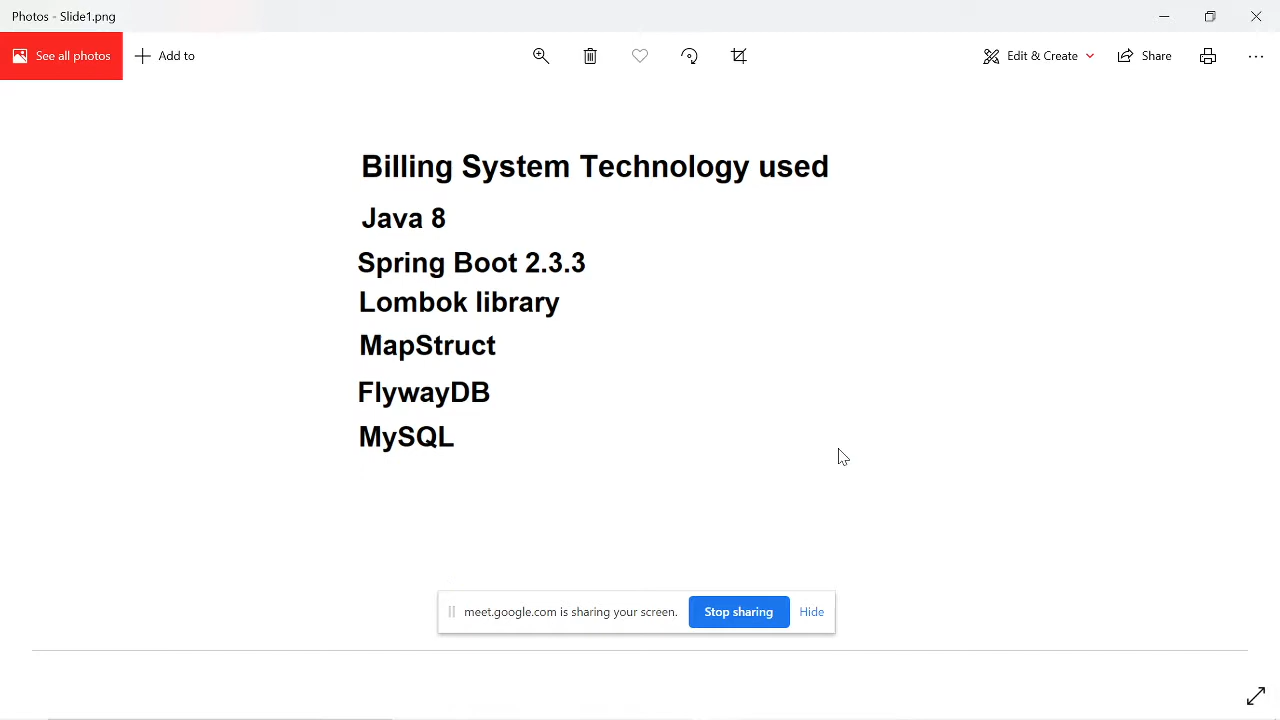 Photos - Slide1.png
See all photos
Add to
Edit & Create
Share
Billing System Technology used
Java 8
Spring Boot 2.3.3
Lombok library
MapStruct
FlywayDB
MySQL
meet.google.com is sharing your screen.
Stop sharing
Hide